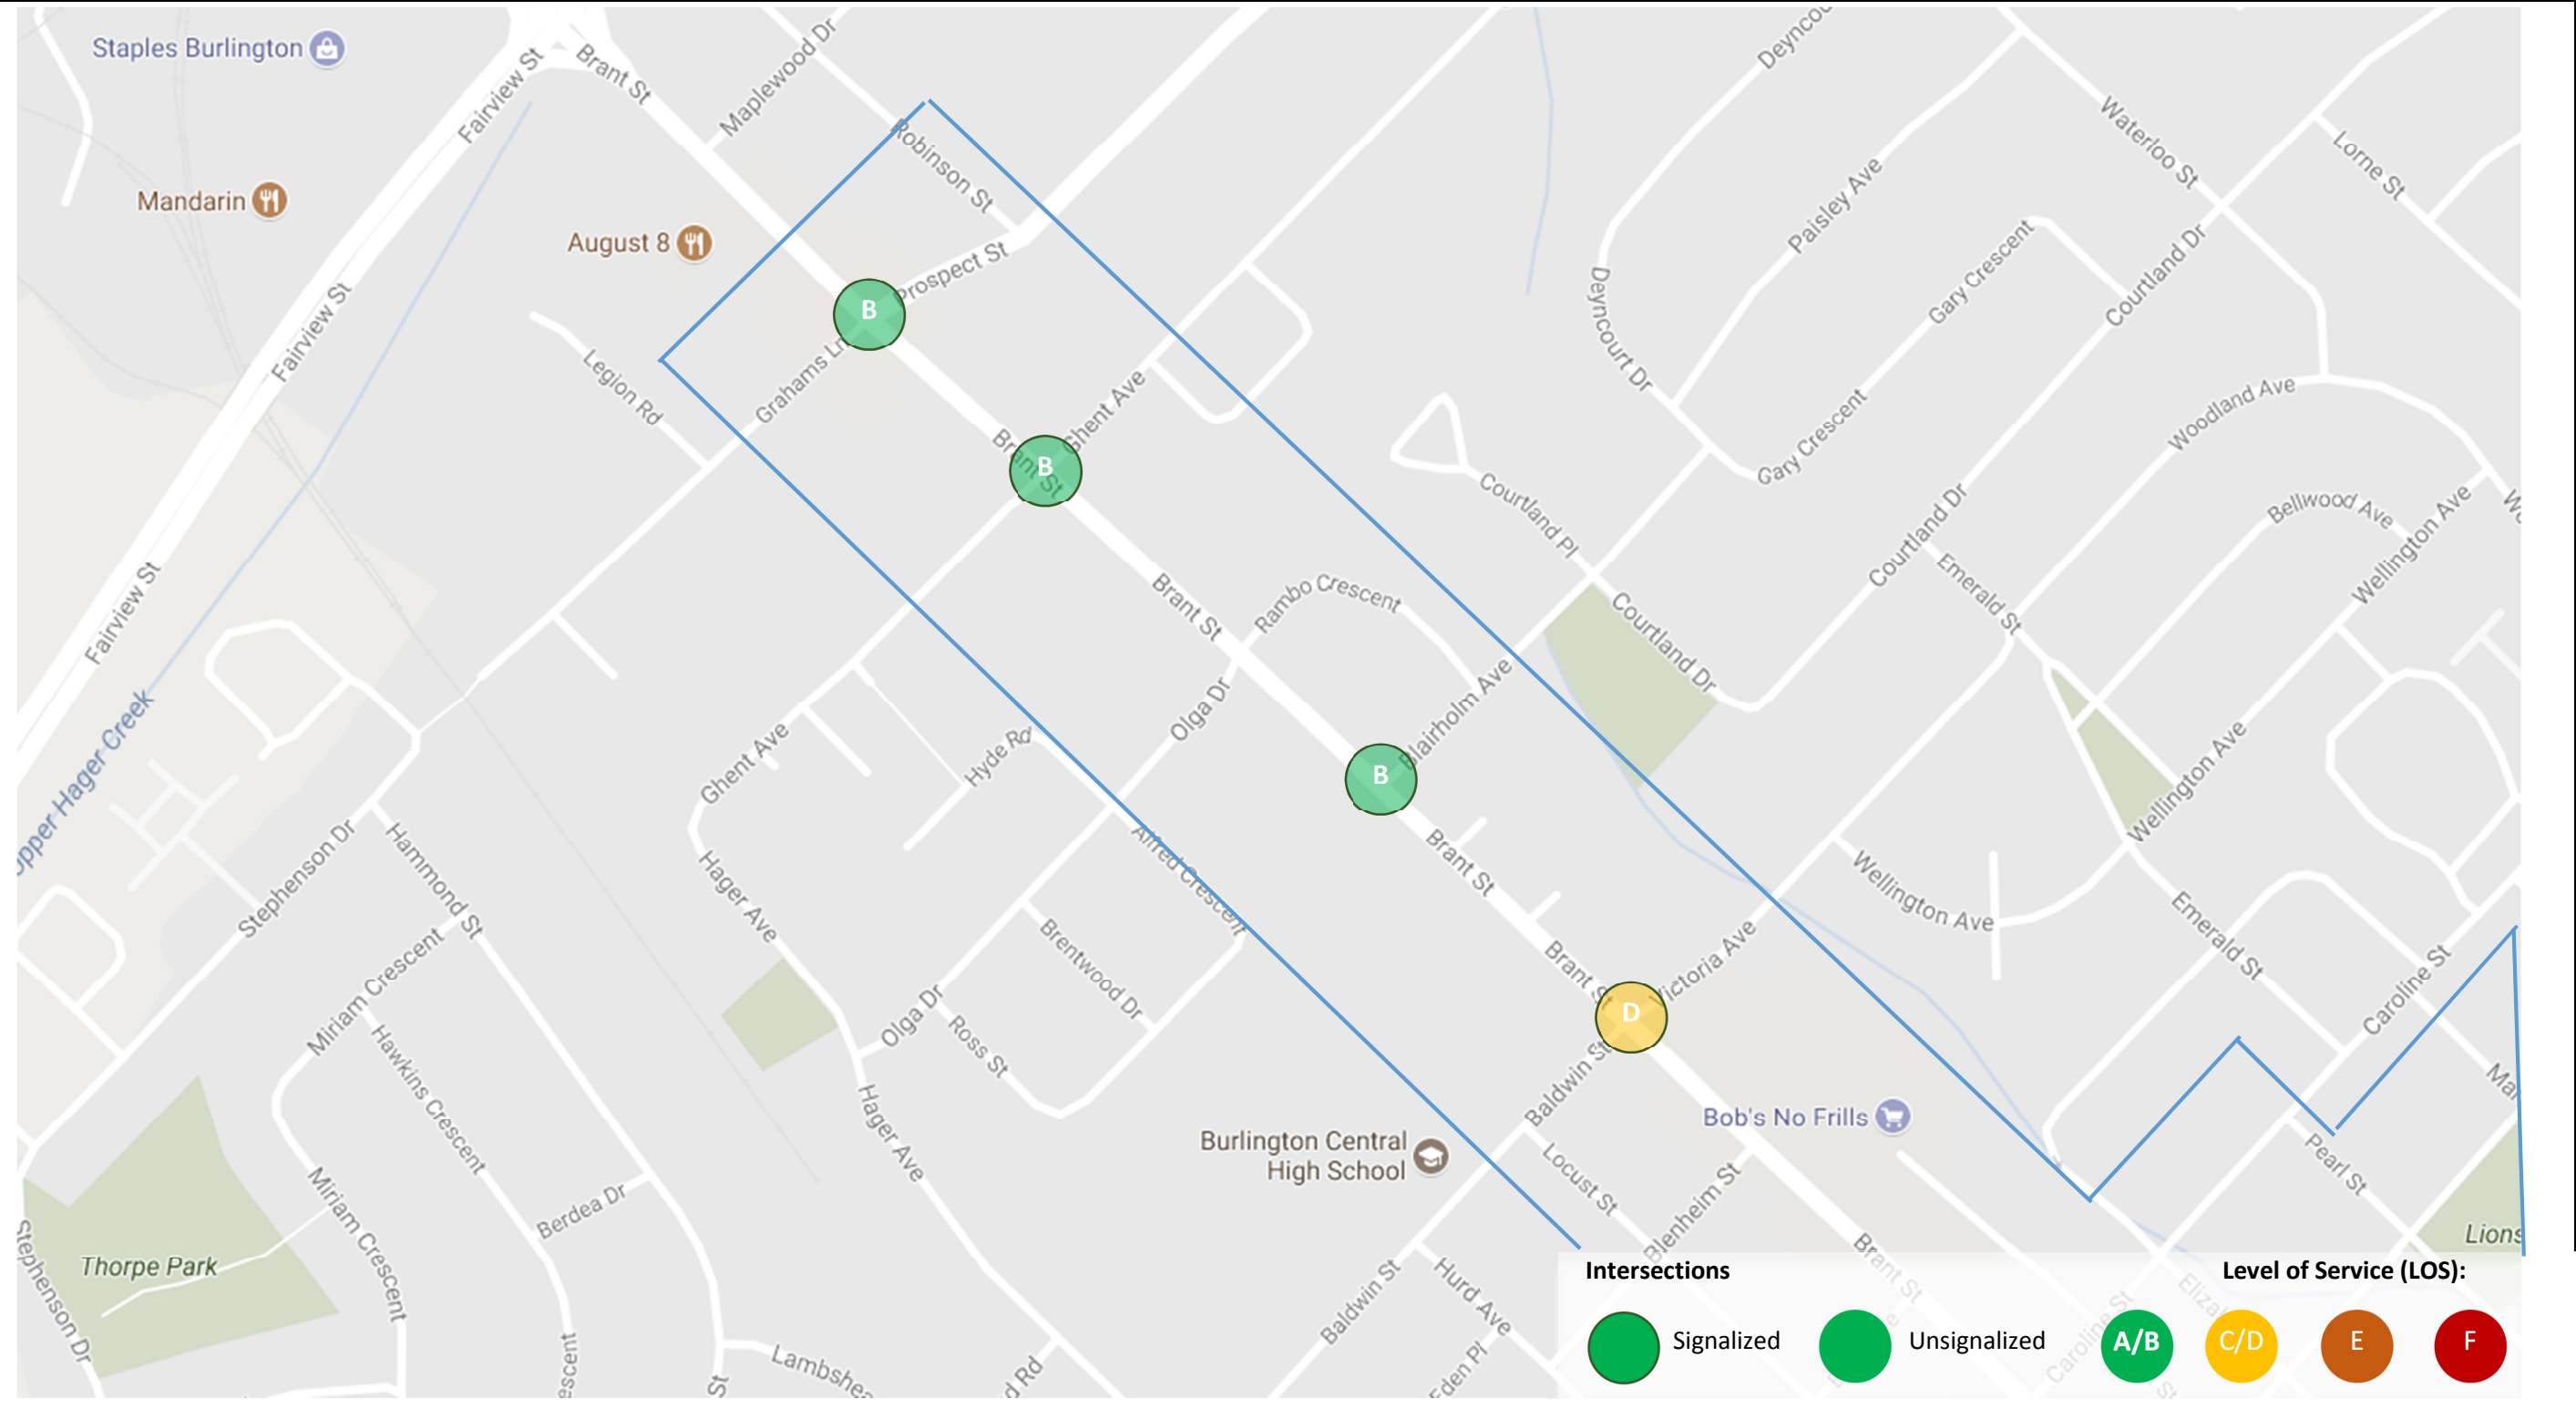 Staples Burlington
Fairview St
Brant St
Maplewood Dr
Robinson St
Mandarin
August 8
Prospect St
B
Grahams Ln
Legion Rd
Fairview St
Fairview St
Upper Hager Creek
Brant St
B
Ghent Ave
Deyncourt Dr
Paisley Ave
Waterloo St
Lorne St
Gary Crescent
Gary Crescent
Courtland Dr
Woodland Ave
Bellwood Ave
Wellington Ave
Courtland Pl
Courtland Dr
Emerald St
Courtland Dr
Brant St
Rambo Crescent
Olga Dr
Blairholm Ave
B
Hyde Rd
Ghent Ave
Alfred Crescent
Hager Ave
Brentwood Dr
Olga Dr
Ross St
Hager Ave
Brant St
Brant St
Victoria Ave
D
Baldwin St
Wellington Ave
Wellington Ave
Emerald St
Caroline St
Pearl St
Bob's No Frills
Burlington Central
High School
Locust St
Blenheim St
Brant St
Stephenson Dr
Hammond St
Miriam Crescent
Hawkins Crescent
Miriam Crescent
Berdea Dr
Thorpe Park
Stephenson Dr
Baldwin St
Hurd Ave
Eden Pl
Lions
Caroline St
Intersections
Level of Service (LOS):
Signalized
Unsignalized
A/B
C/D
E
F